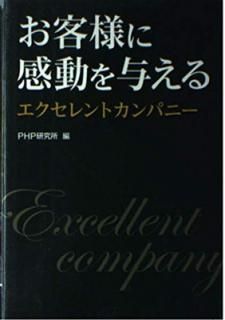 お客様に
感動を与える
エクセレントカンパニー
PHP研究所 編
Excellent
company